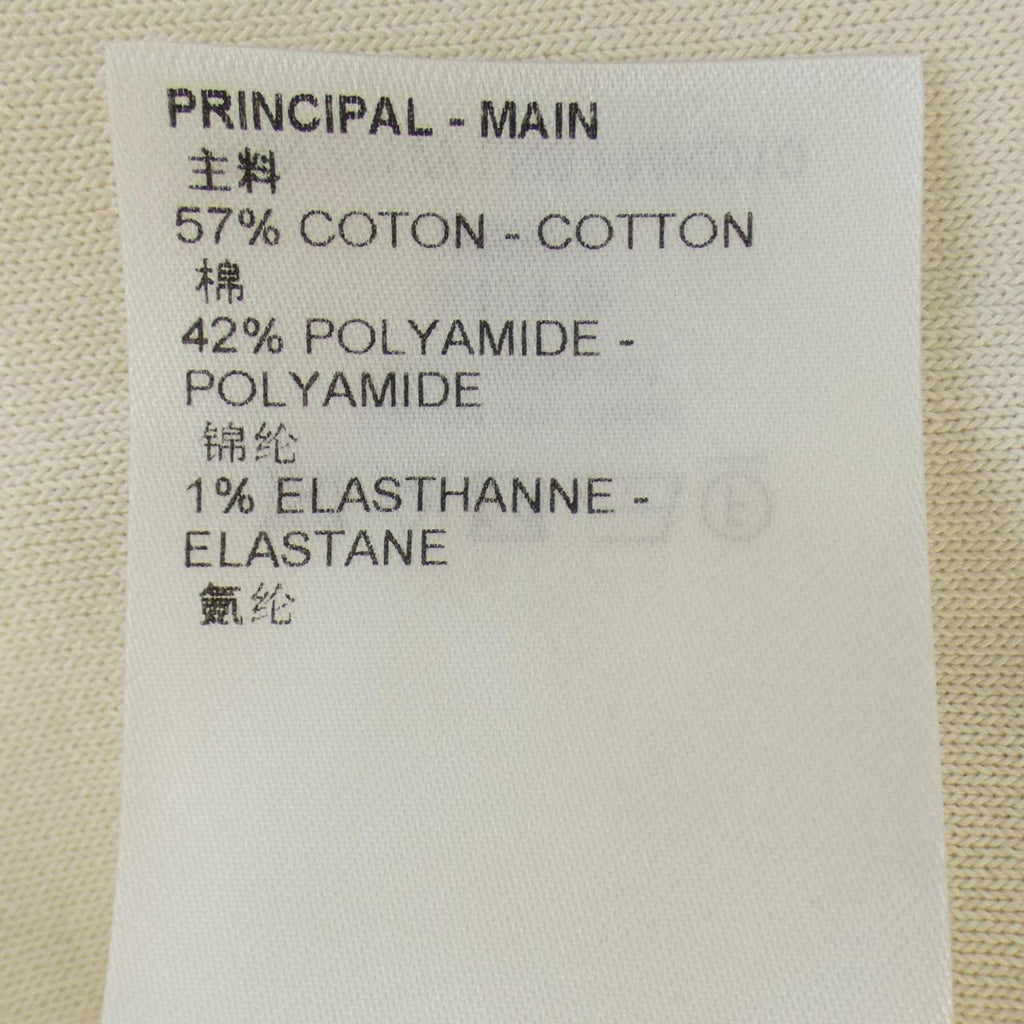 PRINCIPAL - MAIN
主料
57% COTON - COTTON
棉
42% POLYAMIDE -
POLYAMIDE
锦纶
1% ELASTHANNE -
ELASTANE
氨纶